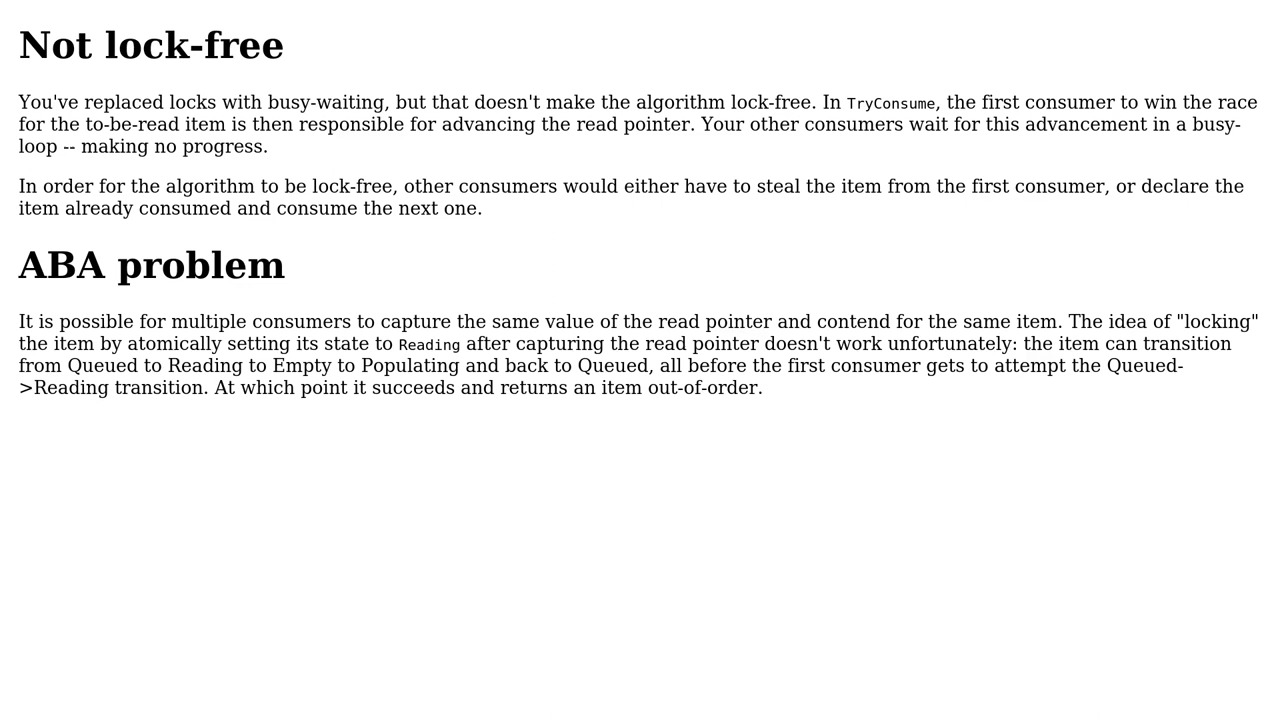 Not lock-free
You've replaced locks with busy-waiting, but that doesn't make the algorithm lock-free. In TryConsume, the first consumer to win the race
for the to-be-read item is then responsible for advancing the read pointer. Your other consumers wait for this advancement in a busy-
loop -- making no progress.
In order for the algorithm to be lock-free, other consumers would either have to steal the item from the first consumer, or declare the
item already consumed and consume the next one.
ABA problem
It is possible for multiple consumers to capture the same value of the read pointer and contend for the same item. The idea of "locking"
the item by atomically setting its state to Reading after capturing the read pointer doesn't work unfortunately: the item can transition
from Queued to Reading to Empty to Populating and back to Queued, all before the first consumer gets to attempt the Queued-
>Reading transition. At which point it succeeds and returns an item out-of-order.